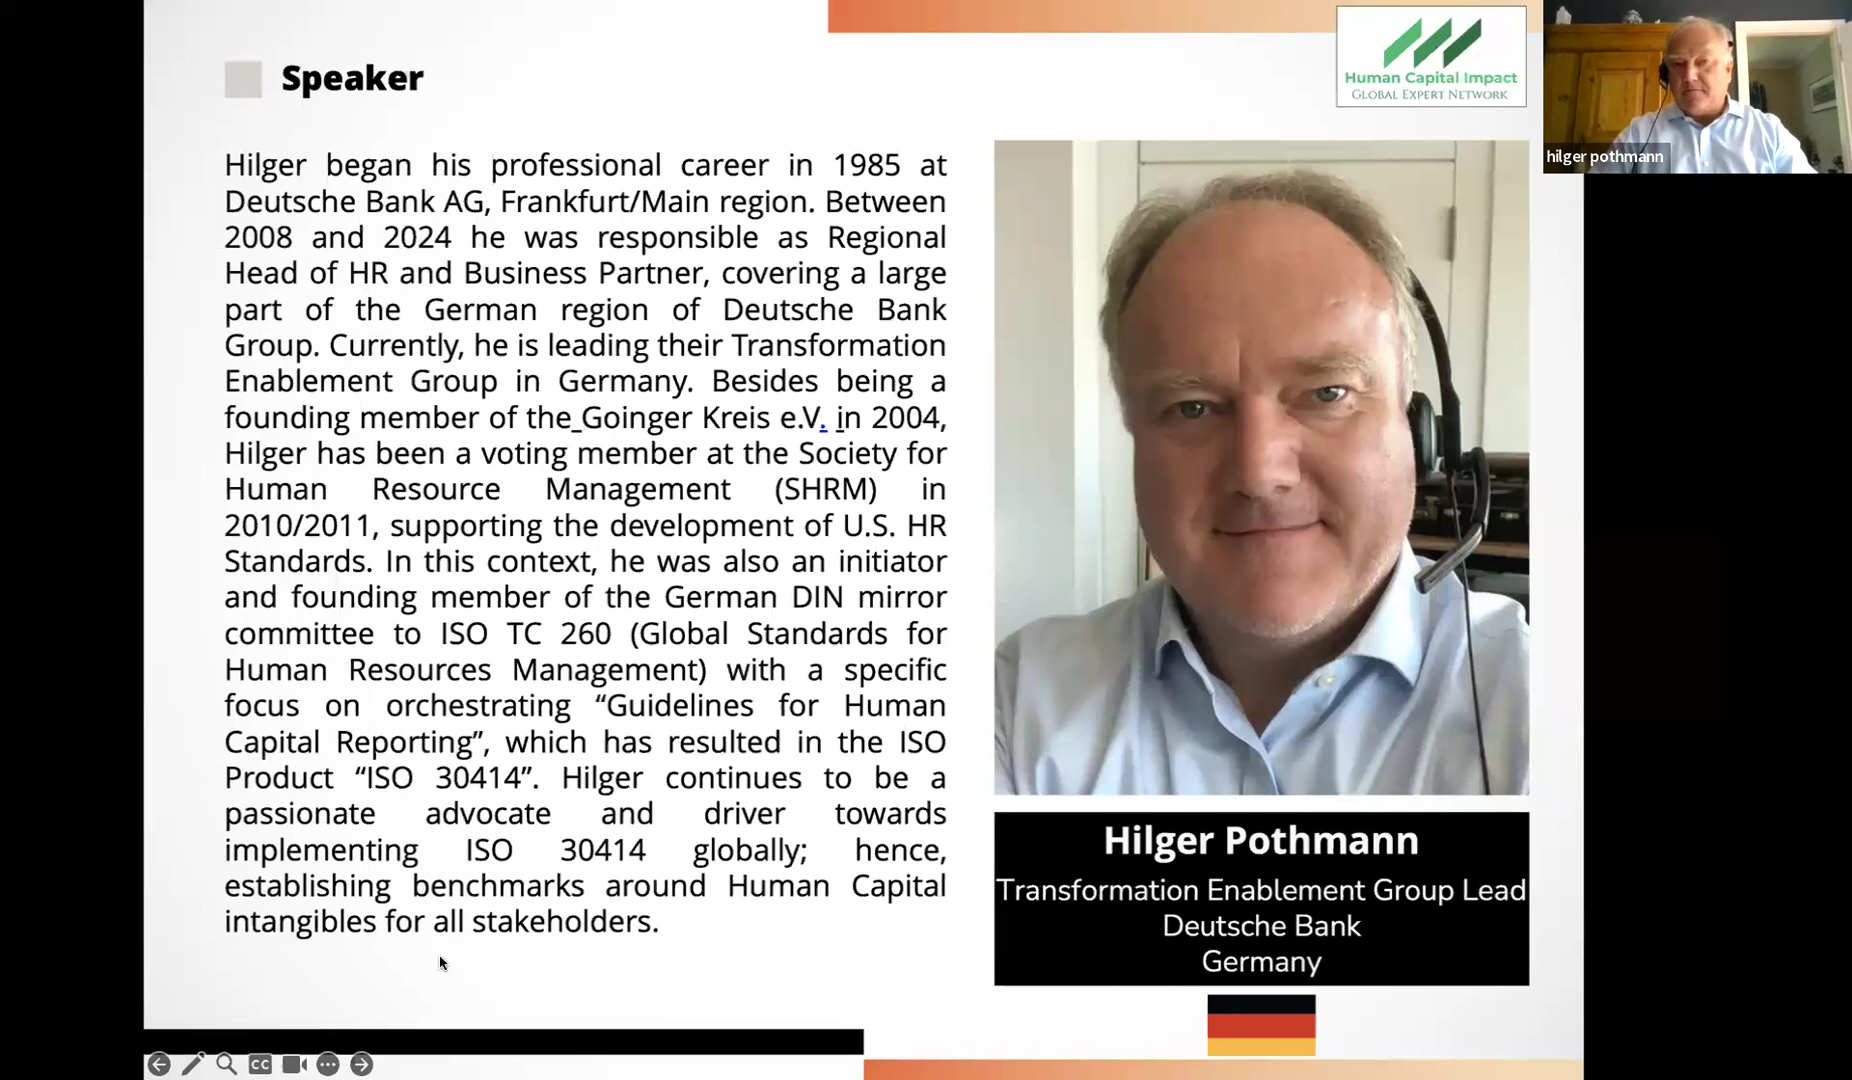 Speaker
Human Capital Impact
GLOBAL EXPERT NETWORK
hilger pothmann
Hilger began his professional career in 1985 at
Deutsche Bank AG, Frankfurt/Main region. Between
2008 and 2024 he was responsible as Regional
Head of HR and Business Partner, covering a large
part of the German region of Deutsche Bank
Group. Currently, he is leading their Transformation
Enablement Group in Germany. Besides being a
founding member of the Goinger Kreis e.V. in 2004,
Hilger has been a voting member at the Society for
Human Resource Management (SHRM) in
2010/2011, supporting the development of U.S. HR
Standards. In this context, he was also an initiator
and founding member of the German DIN mirror
committee to ISO TC 260 (Global Standards for
Human Resources Management) with a specific
focus on orchestrating “Guidelines for Human
Capital Reporting”, which has resulted in the ISO
Product “ISO 30414”. Hilger continues to be a
passionate advocate and driver towards
implementing ISO 30414 globally; hence,
establishing benchmarks around Human Capital
intangibles for all stakeholders.
Hilger Pothmann
Transformation Enablement Group Lead
Deutsche Bank
Germany
CC